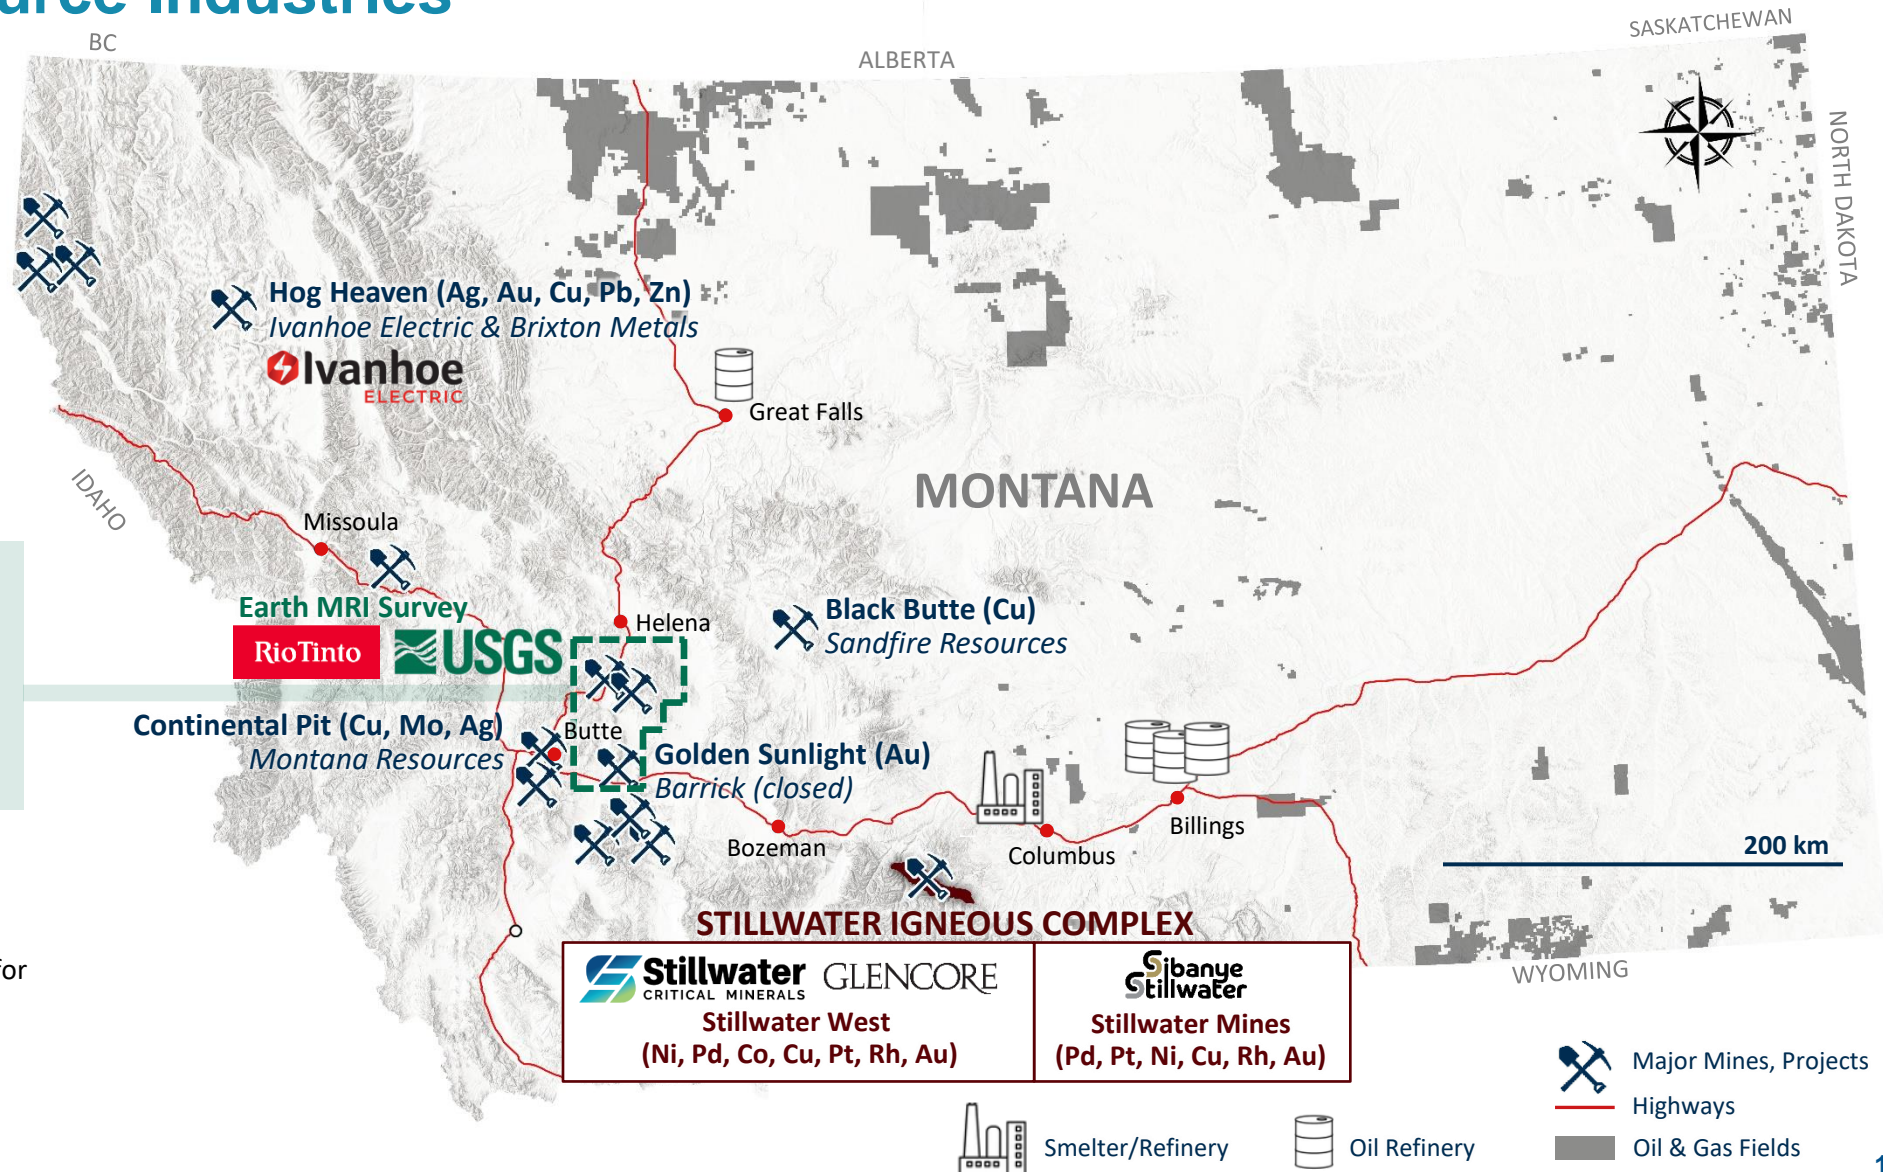 Industries
BC
ALBERTA
SASKATCHEWAN
NORTH DAKOTA
Hog Heaven (Ag, Au, Cu, Pb, Zn)
Ivanhoe Electric & Brixton Metals
Ivanhoe
ELECTRIC
Great Falls
MONTANA
IDAHO
Missoula
Earth MRI Survey
RioTinto
USGS
Helena
Black Butte (Cu)
Sandfire Resources
Continental Pit (Cu, Mo, Ag)
Montana Resources
Butte
Golden Sunlight (Au)
Barrick (closed)
Bozeman
Columbus
Billings
200 km
STILLWATER IGNEOUS COMPLEX
WYOMING
for
Stillwater
CRITICAL MINERALS
GLENCORE
Stillwater West
(Ni, Pd, Co, Cu, Pt, Rh, Au)
Sibanye
Stillwater
Stillwater Mines
(Pd, Pt, Ni, Cu, Rh, Au)
Major Mines, Projects
Highways
Smelter/Refinery
Oil Refinery
Oil & Gas Fields